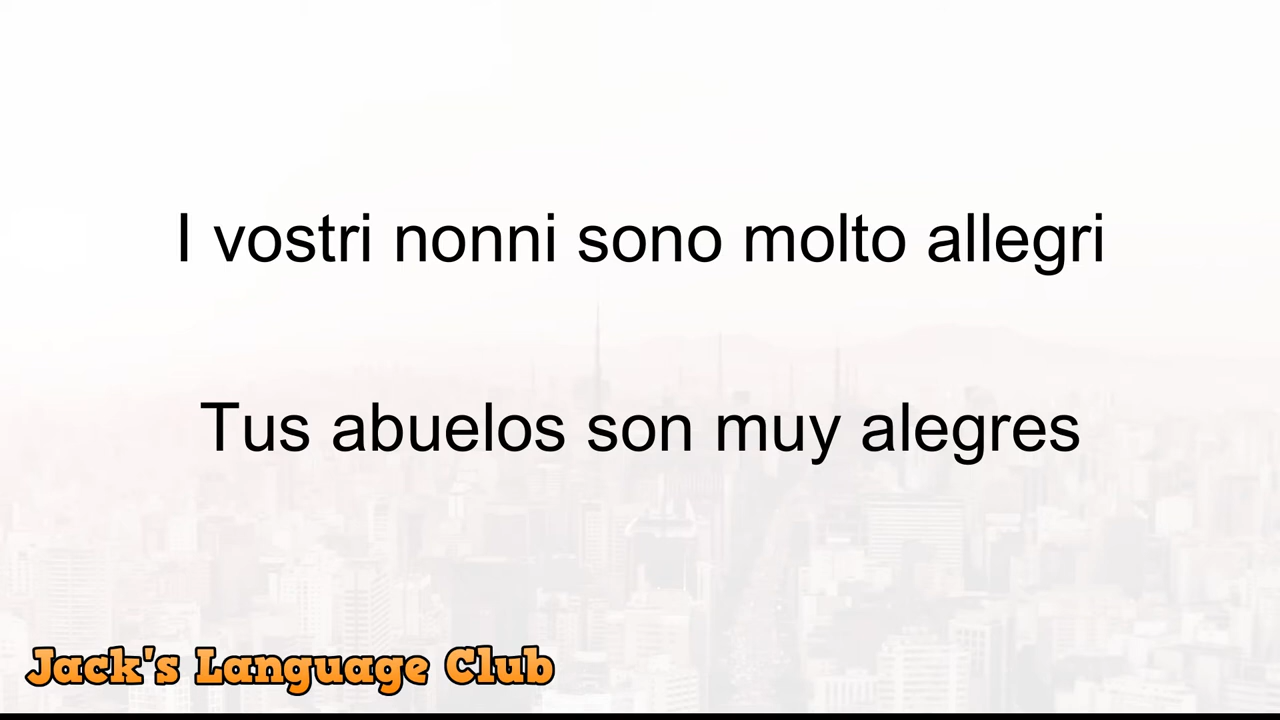 I vostri nonni sono molto allegri
Tus abuelos son muy alegres
Jack's Language Club